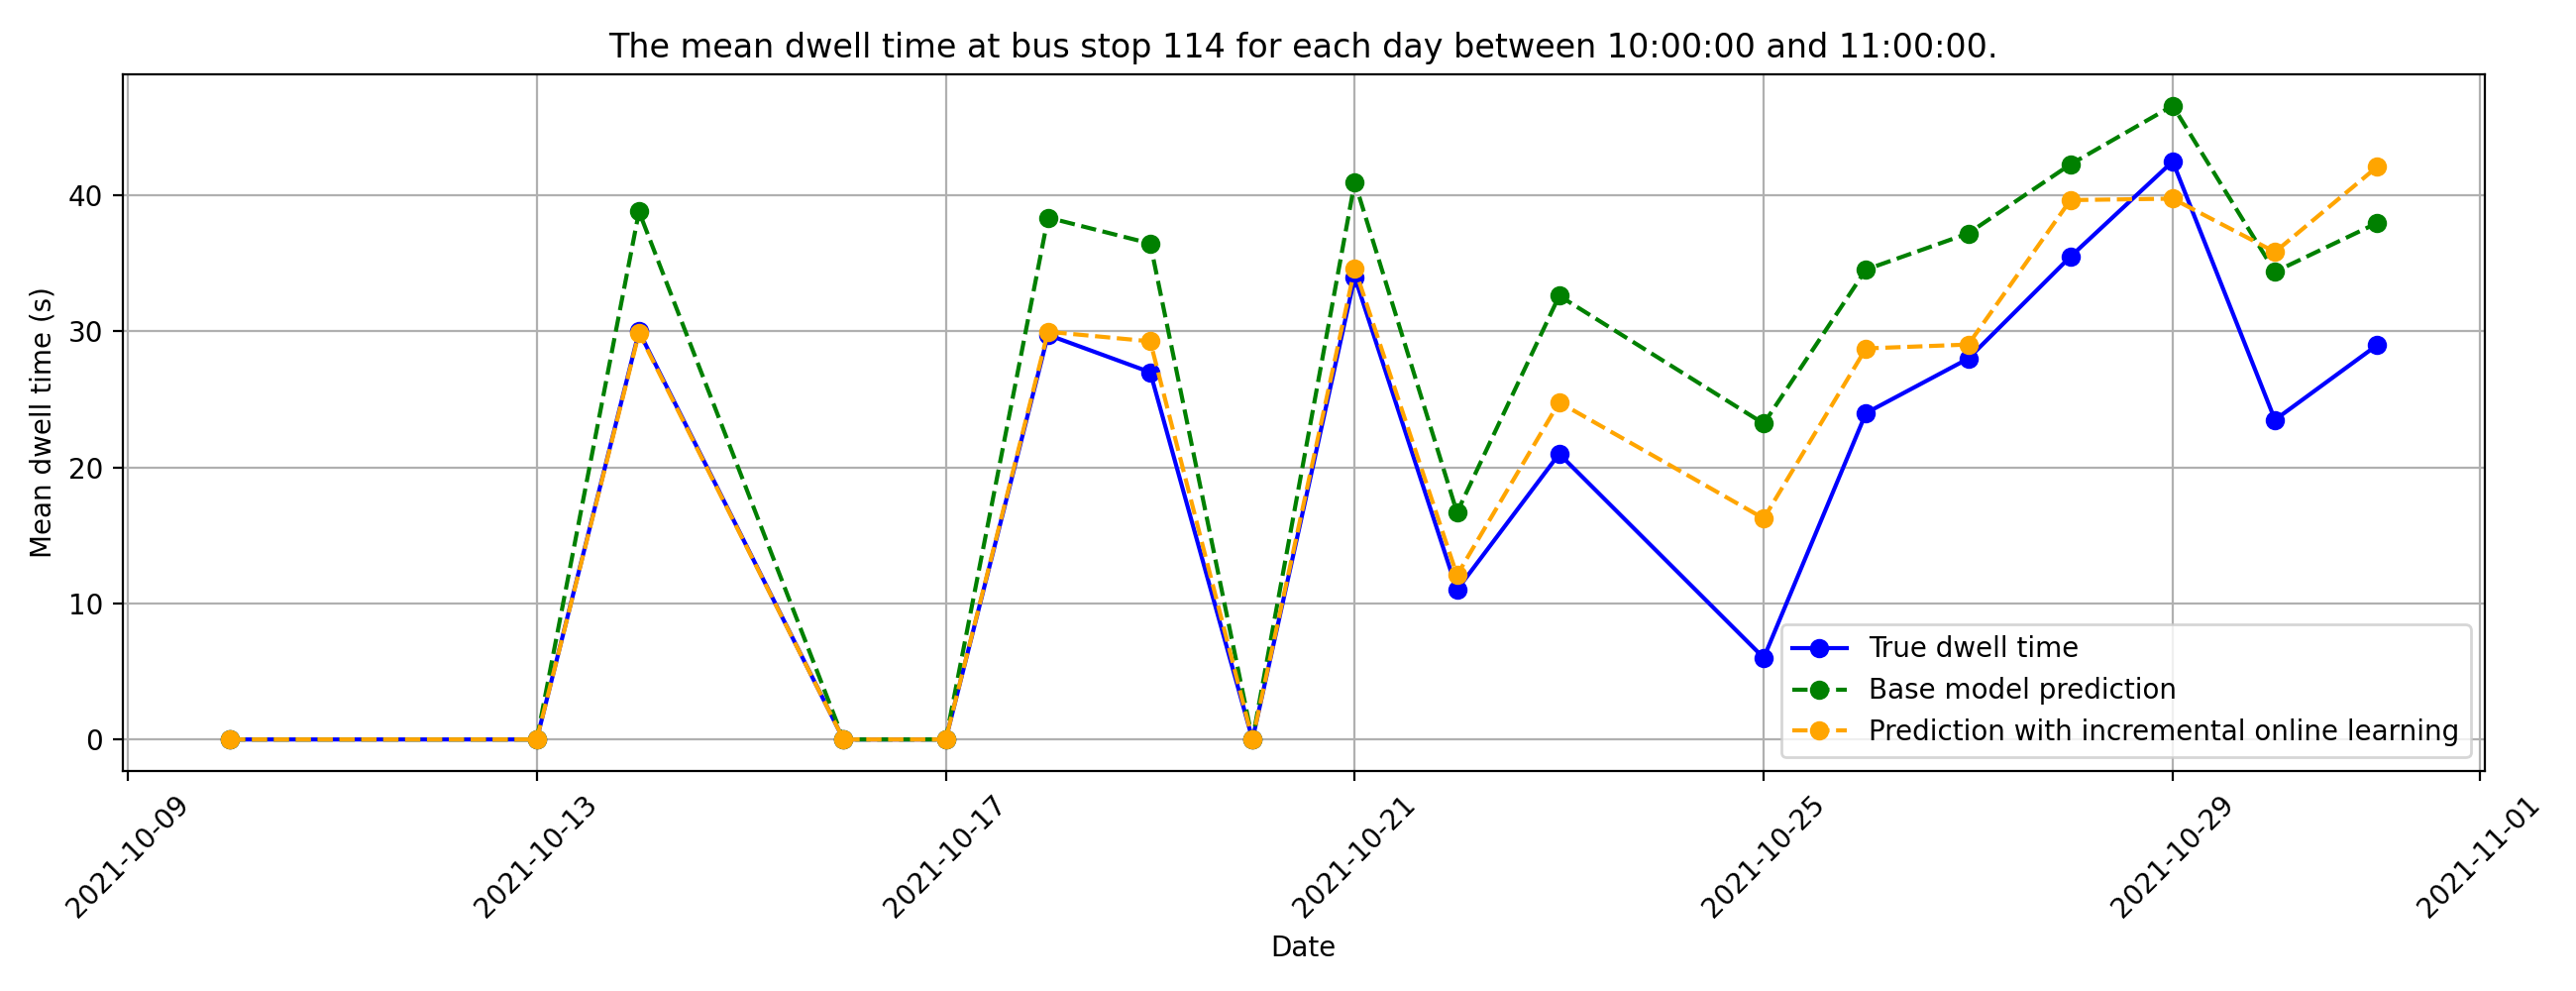 The mean dwell time at bus stop 114 for each day between 10:00:00 and 11:00:00.
Mean dwell time (s)
40
30
20
10
0
True dwell time
Base model prediction
Prediction with incremental online learning
2021-10-09
2021-10-13
2021-10-17
2021-10-21
2021-10-25
2021-10-29
2021-11-01
Date